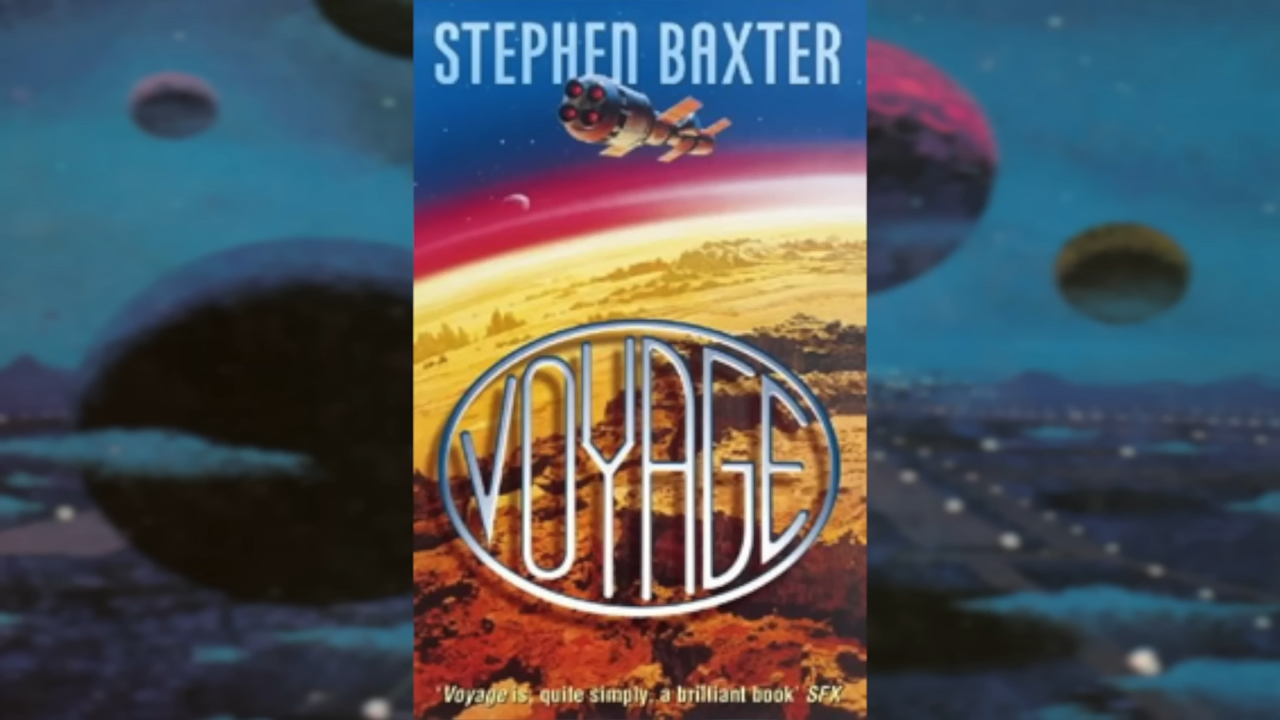 STEPHEN BAXTER
VOYAGE
'Voyage is, quite simply, a brilliant book' SFX